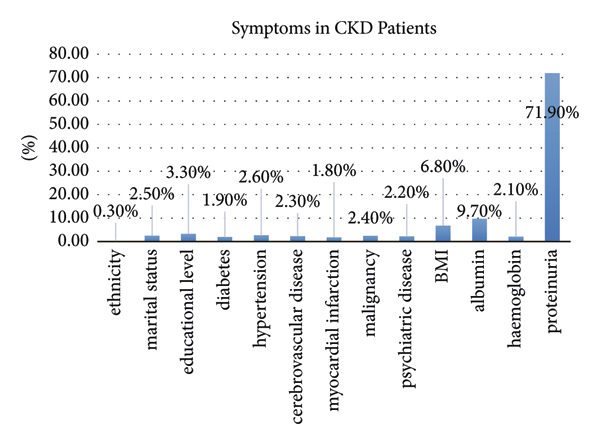 Symptoms in CKD Patients
(%)
80.00
70.00
60.00
50.00
40.00
30.00
20.00
10.00
0.00
0.30%
2.50%
3.30%
1.90%
2.60%
2.30%
1.80%
2.40%
2.20%
6.80%
9.70%
2.10%
71.90%
ethnicity
marital status
educational level
diabetes
hypertension
cerebrovascular disease
myocardial infarction
malignancy
psychiatric disease
BMI
albumin
haemoglobin
proteinuria